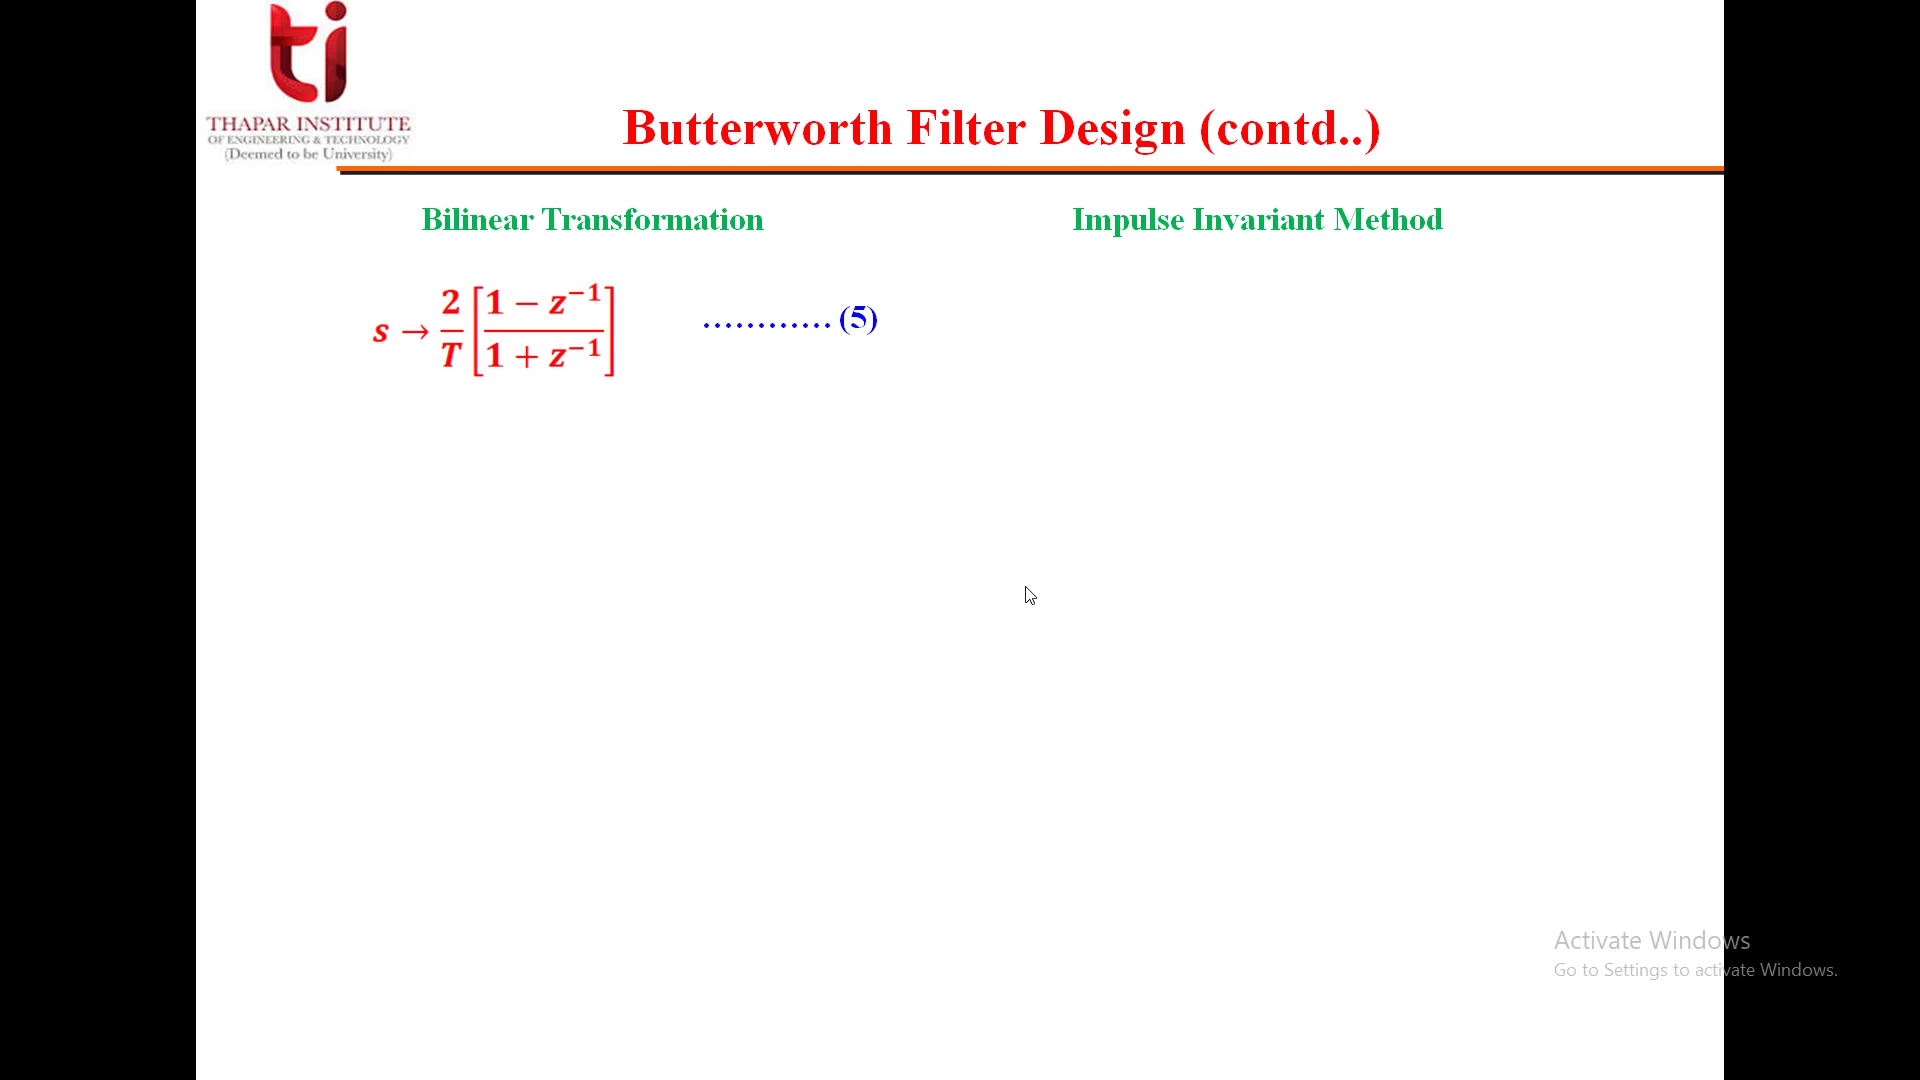 THAPAR INSTITUTE
OF ENGINEERING & TECHNOLOGY
(Deemed to be University)
Butterworth Filter Design (contd..)
Bilinear Transformation
Impulse Invariant Method
s → 2/T [(1 − z⁻¹)/(1 + z⁻¹)] ............ (5)
Activate Windows
Go to Settings to activate Windows.